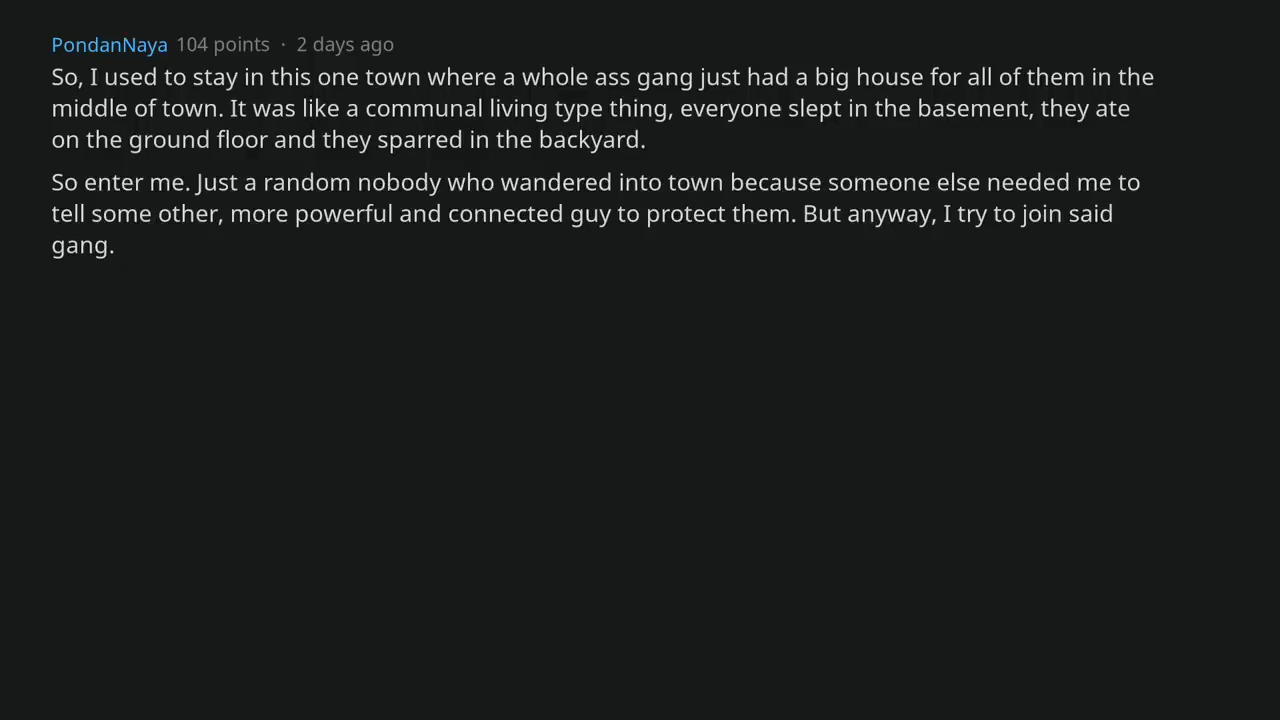 PondanNaya 104 points · 2 days ago
So, I used to stay in this one town where a whole ass gang just had a big house for all of them in the
middle of town. It was like a communal living type thing, everyone slept in the basement, they ate
on the ground floor and they sparred in the backyard.
So enter me. Just a random nobody who wandered into town because someone else needed me to
tell some other, more powerful and connected guy to protect them. But anyway, I try to join said
gang.